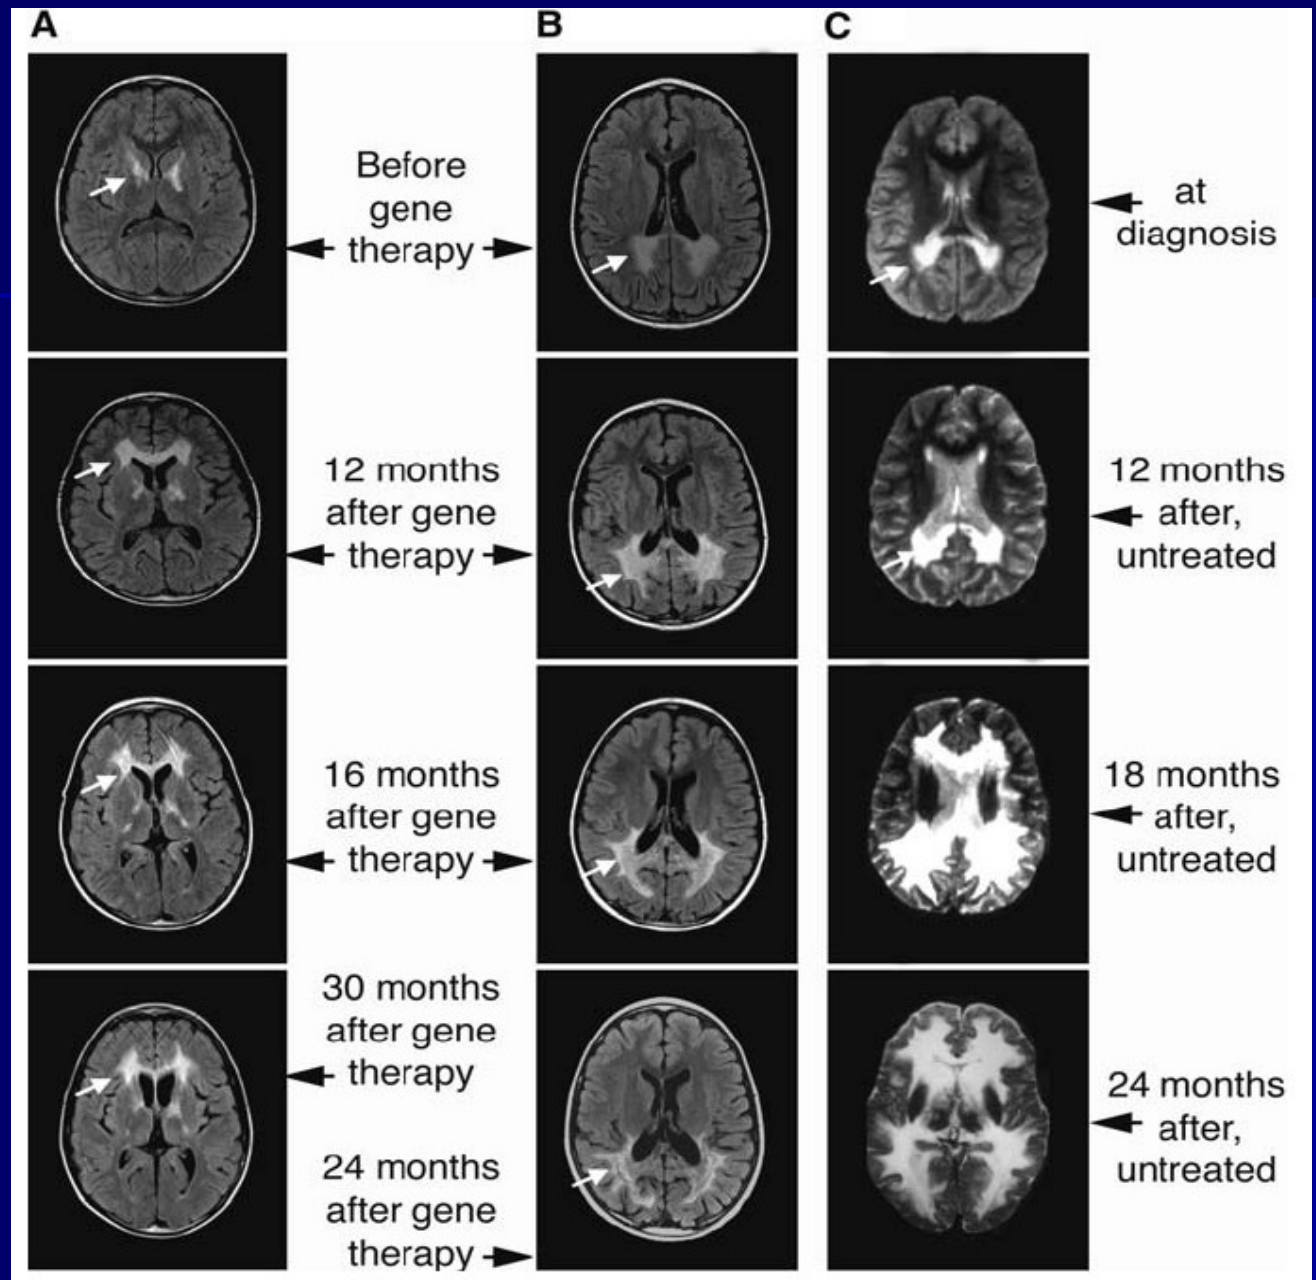 A
B
C
Before
gene
therapy
at
diagnosis
12 months
after gene
therapy
12 months
after,
untreated
16 months
after gene
therapy
18 months
after,
untreated
30 months
after gene
therapy
24 months
after gene
therapy
24 months
after,
untreated